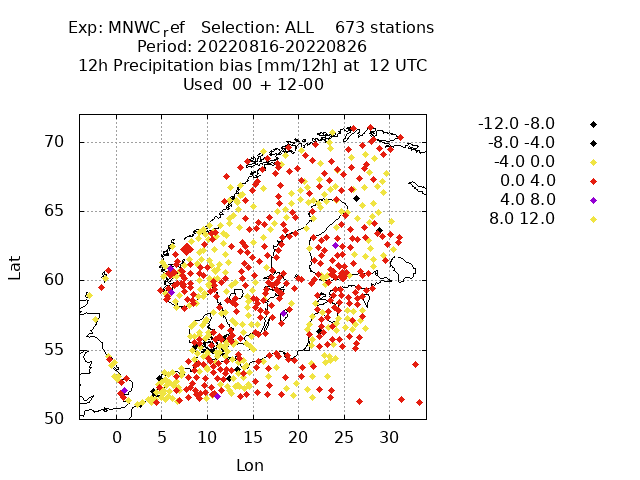 Exp: MNWCref   Selection: ALL    673 stations
Period: 20220816-20220826
12h Precipitation bias [mm/12h] at  12 UTC
Used  00 + 12-00
-12.0 -8.0
-8.0 -4.0
-4.0 0.0
0.0 4.0
4.0 8.0
8.0 12.0
70
65
60
55
50
Lat
0 5 10 15 20 25 30
Lon